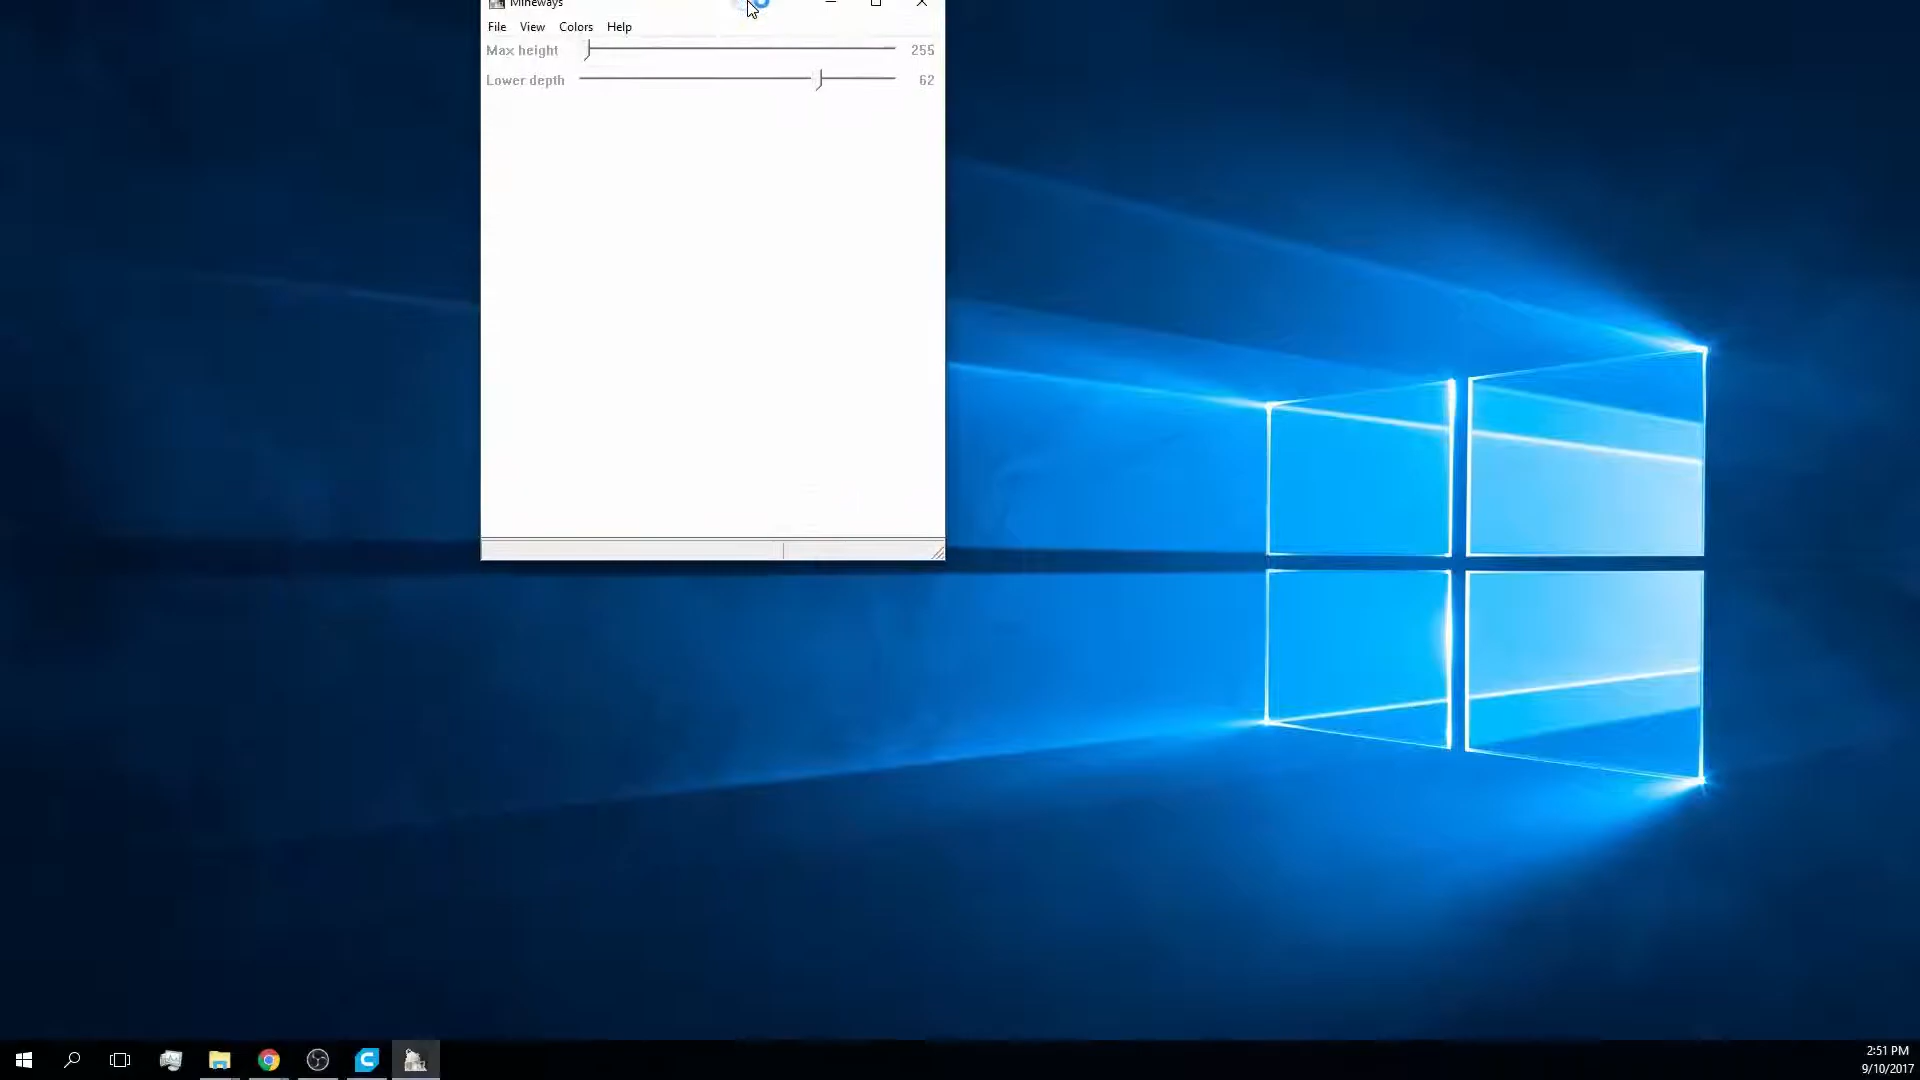 Mineways
File View Colors Help
Max height 255
Lower depth 62
2:51 PM
9/10/2017